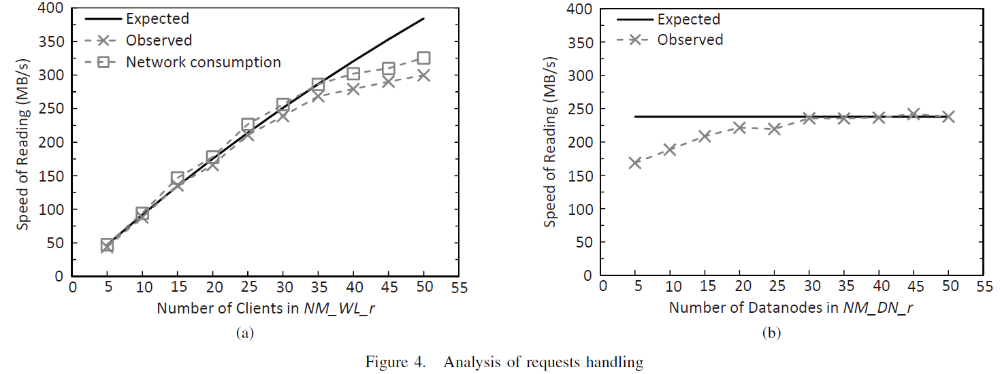 400
350
300
250
200
150
100
50
0
Speed of Reading (MB/s)
Expected
Observed
Network consumption
0 5 10 15 20 25 30 35 40 45 50 55
Number of Clients in NM_WL_r
(a)
400
350
300
250
200
150
100
50
0
Speed of Reading (MB/s)
Expected
Observed
0 5 10 15 20 25 30 35 40 45 50 55
Number of Datanodes in NM_DN_r
(b)
Figure 4. Analysis of requests handling